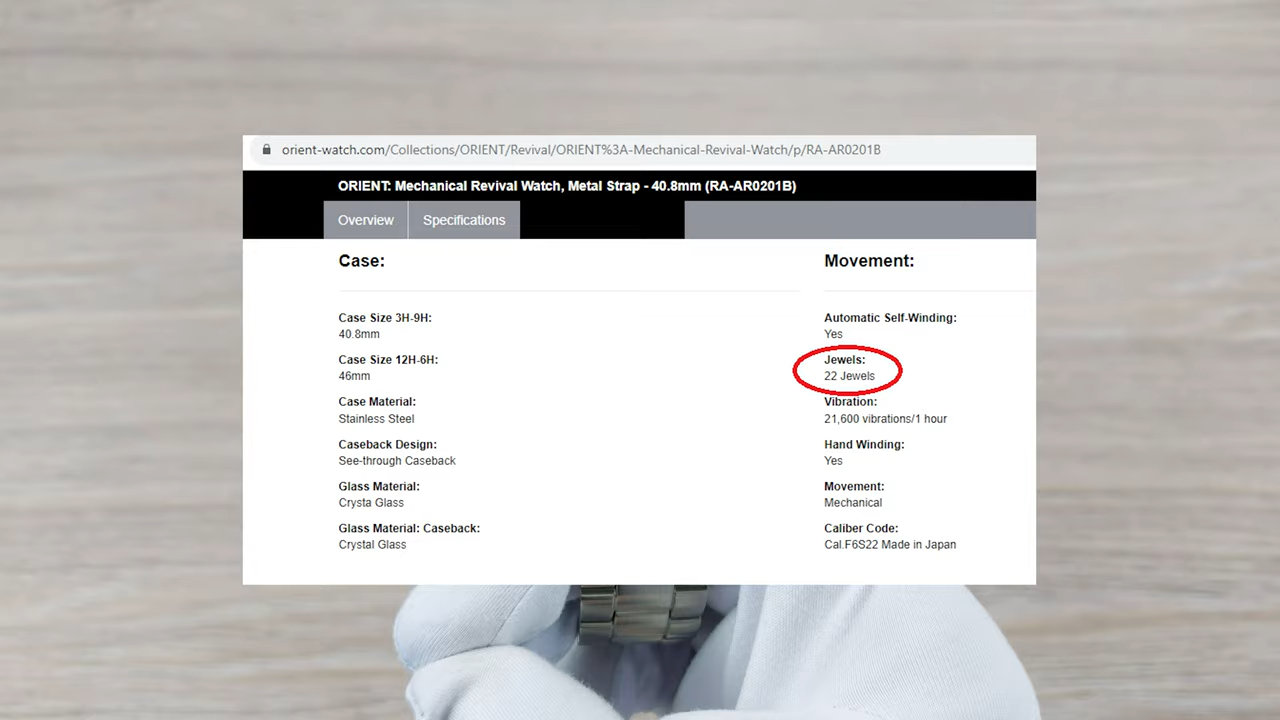 orient-watch.com/Collections/ORIENT/Revival/ORIENT%3A-Mechanical-Revival-Watch/p/RA-AR0201B
ORIENT: Mechanical Revival Watch, Metal Strap - 40.8mm (RA-AR0201B)
Overview
Specifications
Case:
Case Size 3H-9H:
40.8mm
Case Size 12H-6H:
46mm
Case Material:
Stainless Steel
Caseback Design:
See-through Caseback
Glass Material:
Crysta Glass
Glass Material: Caseback:
Crystal Glass
Movement:
Automatic Self-Winding:
Yes
Jewels:
22 Jewels
Vibration:
21,600 vibrations/1 hour
Hand Winding:
Yes
Movement:
Mechanical
Caliber Code:
Cal.F6S22 Made in Japan